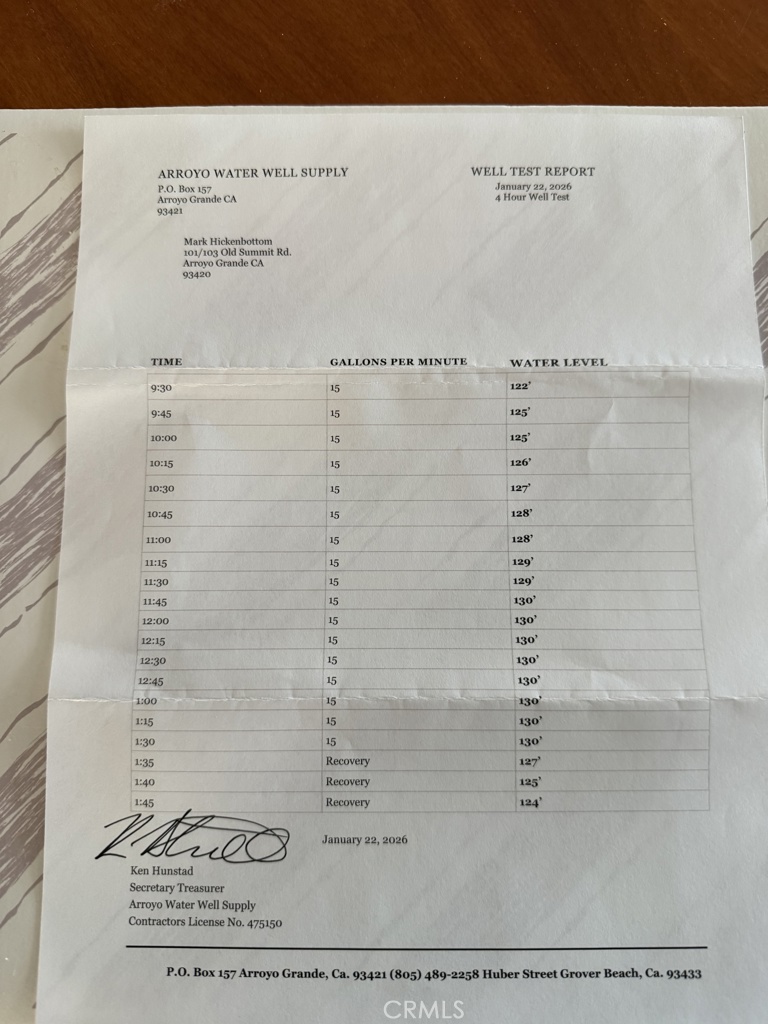 ARROYO WATER WELL SUPPLY
P.O. Box 157
Arroyo Grande CA
93421
WELL TEST REPORT
January 22, 2026
4 Hour Well Test
Mark Hickenbottom
101/103 Old Summit Rd.
Arroyo Grande CA
93420
TIME GALLONS PER MINUTE WATER LEVEL
9:30 15 122'
9:45 15 125'
10:00 15 125'
10:15 15 126'
10:30 15 127'
10:45 15 128'
11:00 15 128'
11:15 15 129'
11:30 15 129'
11:45 15 130'
12:00 15 130'
12:15 15 130'
12:30 15 130'
12:45 15 130'
1:00 15 130'
1:15 15 130'
1:30 15 130'
1:35 Recovery 127'
1:40 Recovery 125'
1:45 Recovery 124'
January 22, 2026
Ken Hunstad
Secretary Treasurer
Arroyo Water Well Supply
Contractors License No. 475150
P.O. Box 157 Arroyo Grande, Ca. 93421 (805) 489-2258 Huber Street Grover Beach, Ca. 93433
CRMLS